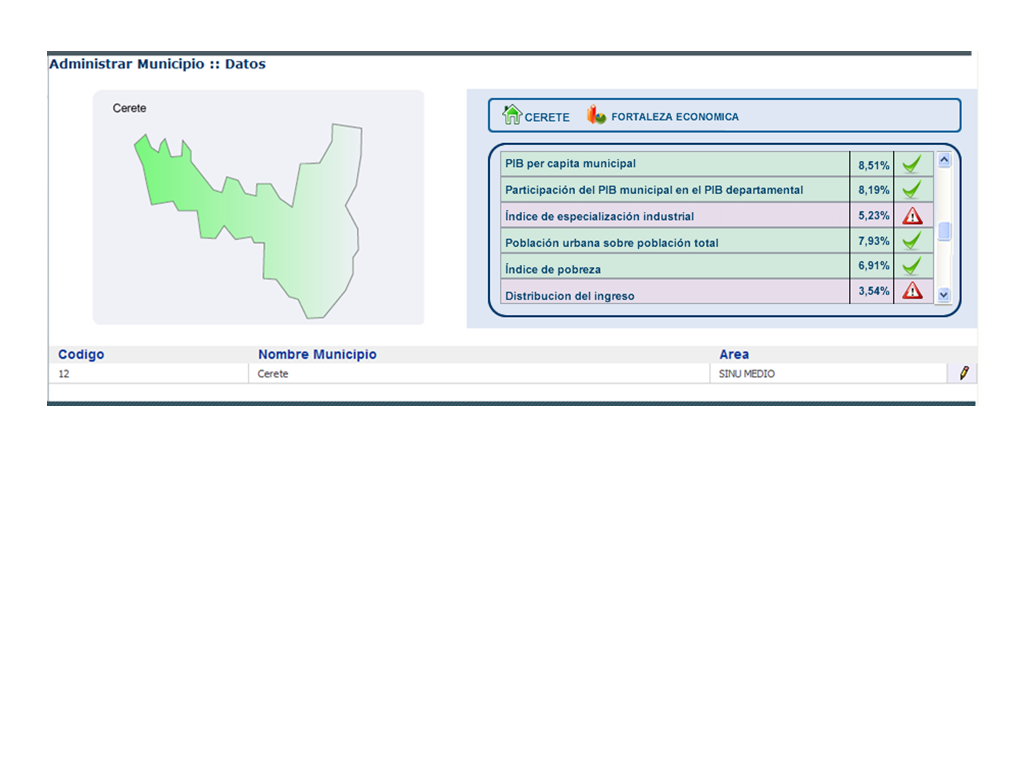 Administrar Municipio :: Datos
Cerete
CERETE FORTALEZA ECONOMICA
PIB per capita municipal 8,51%
Participación del PIB municipal en el PIB departamental 8,19%
Índice de especialización industrial 5,23%
Población urbana sobre población total 7,93%
Índice de pobreza 6,91%
Distribucion del ingreso 3,54%
Codigo Nombre Municipio Area
12 Cerete SINU MEDIO